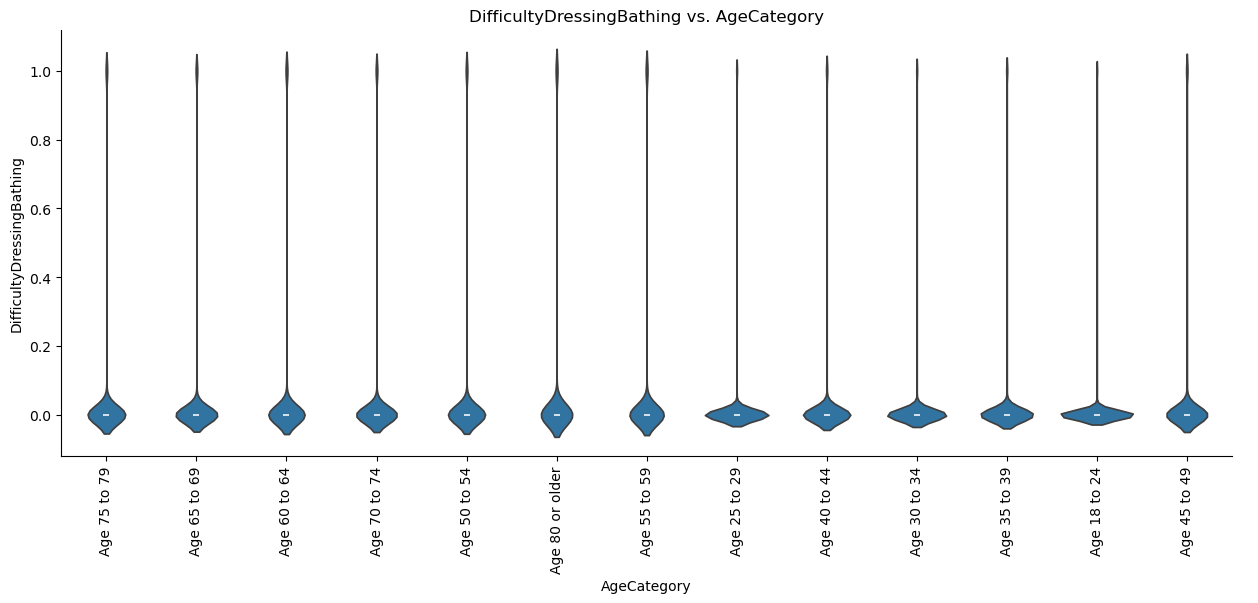 DifficultyDressingBathing vs. AgeCategory
DifficultyDressingBathing
1.0
0.8
0.6
0.4
0.2
0.0
Age 75 to 79
Age 65 to 69
Age 60 to 64
Age 70 to 74
Age 50 to 54
Age 80 or older
Age 55 to 59
Age 25 to 29
Age 40 to 44
Age 30 to 34
Age 35 to 39
Age 18 to 24
Age 45 to 49
AgeCategory